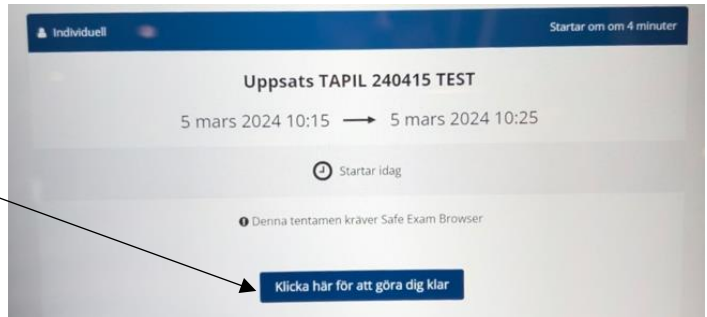 Individuell
Startar om om 4 minuter
Uppsats TAPIL 240415 TEST
5 mars 2024 10:15 → 5 mars 2024 10:25
Startar idag
Denna tentamen kräver Safe Exam Browser
Klicka här för att göra dig klar